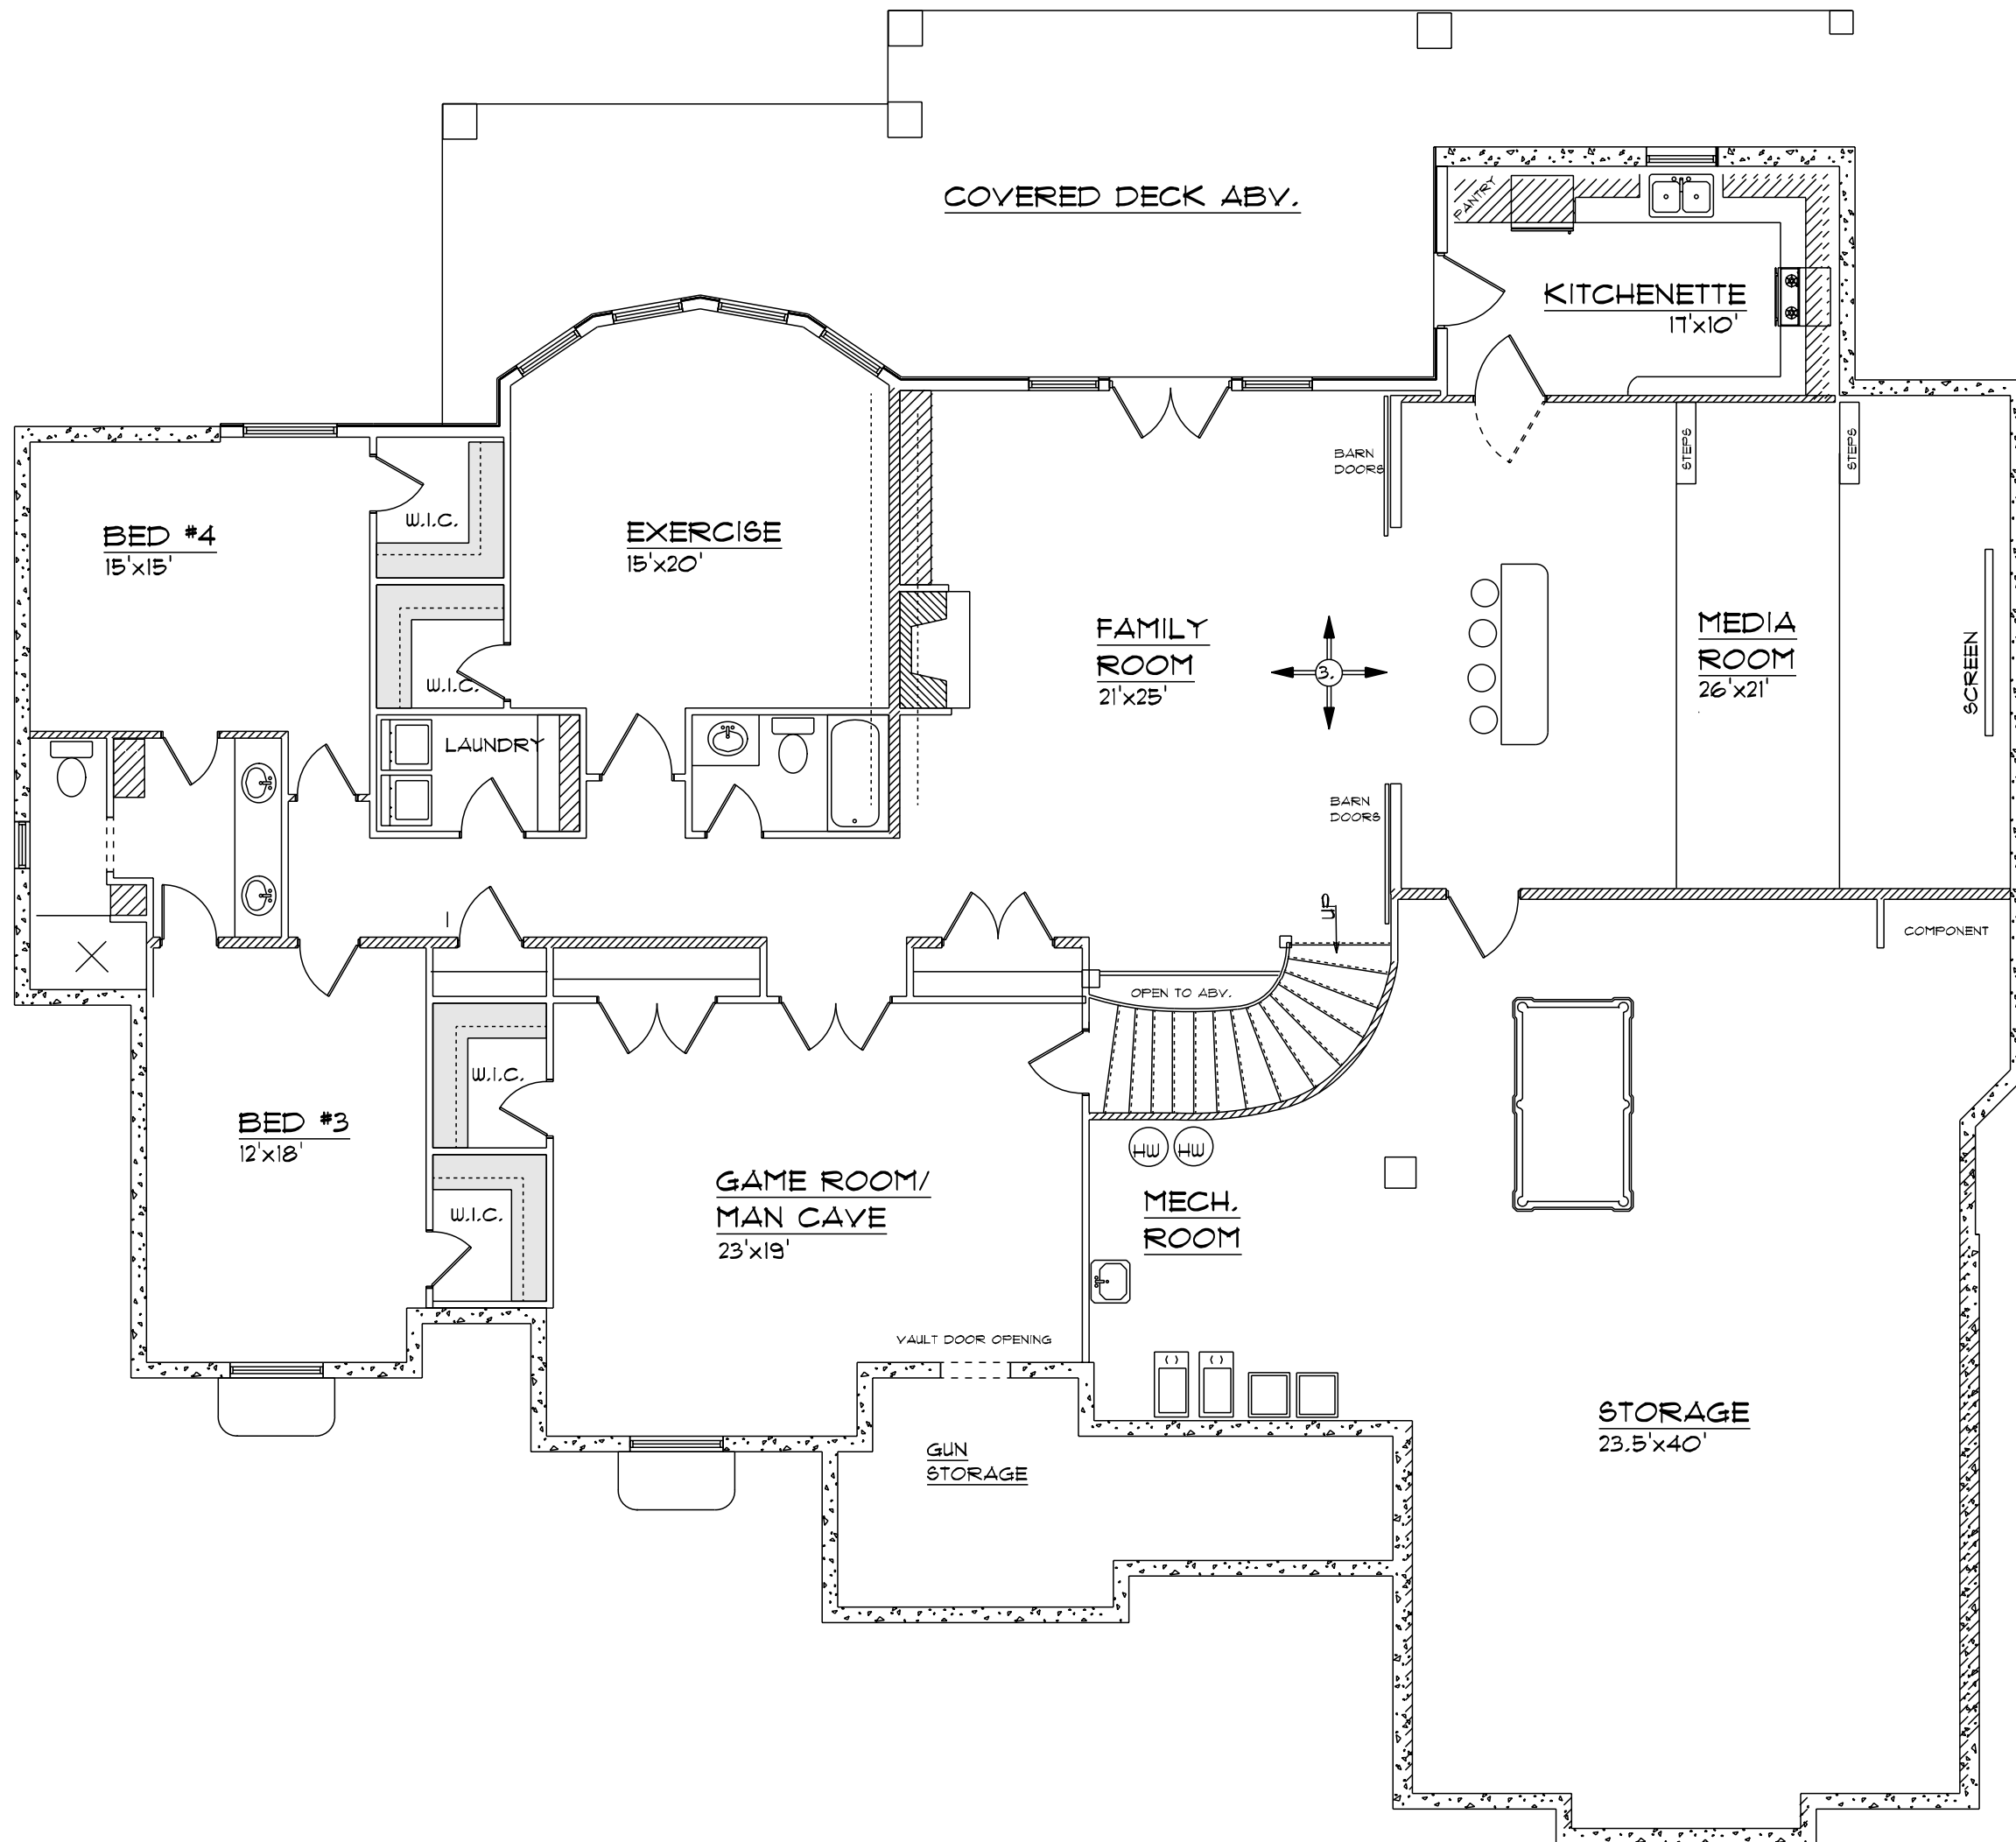 COVERED DECK ABV.
PANTRY
KITCHENETTE
17'x10'
BARN
DOORS
STEPS
STEPS
W.I.C.
BED #4
15'x15'
EXERCISE
15'x20'
FAMILY
ROOM
21'x25'
3.
MEDIA
ROOM
26'x21'
SCREEN
W.I.C.
LAUNDRY
BARN
DOORS
UP
COMPONENT
OPEN TO ABV.
W.I.C.
BED #3
12'x18'
HW
HW
GAME ROOM/
MAN CAVE
23'x19'
MECH.
ROOM
W.I.C.
VAULT DOOR OPENING
STORAGE
23.5'x40'
GUN
STORAGE